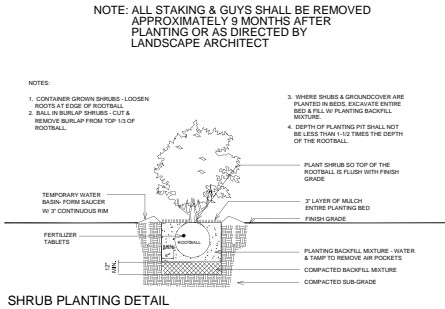 NOTE: ALL STAKING & GUYS SHALL BE REMOVED
APPROXIMATELY 9 MONTHS AFTER
PLANTING OR AS DIRECTED BY
LANDSCAPE ARCHITECT
NOTES:
1. CONTAINER GROWN SHRUBS - LOOSEN
ROOTS AT EDGE OF ROOTBALL
2. BALL IN BURLAP SHRUBS - CUT &
REMOVE BURLAP FROM TOP 1/3 OF
ROOTBALL.
3. WHERE SHUBS & GROUNDCOVER ARE
PLANTED IN BEDS, EXCAVATE ENTIRE
BED & FILL W/ PLANTING BACKFILL
MIXTURE.
4. DEPTH OF PLANTING PIT SHALL NOT
BE LESS THAN 1-1/2 TIMES THE DEPTH
OF THE ROOTBALL.
PLANT SHRUB SO TOP OF THE
ROOTBALL IS FLUSH WITH FINISH
GRADE
TEMPORARY WATER
BASIN- FORM SAUCER
W/ 3" CONTINUOUS RIM
3" LAYER OF MULCH
ENTIRE PLANTING BED
FINISH GRADE
FERTILIZER
TABLETS
ROOTBALL
MIN.
PLANTING BACKFILL MIXTURE - WATER
& TAMP TO REMOVE AIR POCKETS
12"
MIN.
COMPACTED BACKFILL MIXTURE
COMPACTED SUB-GRADE
SHRUB PLANTING DETAIL